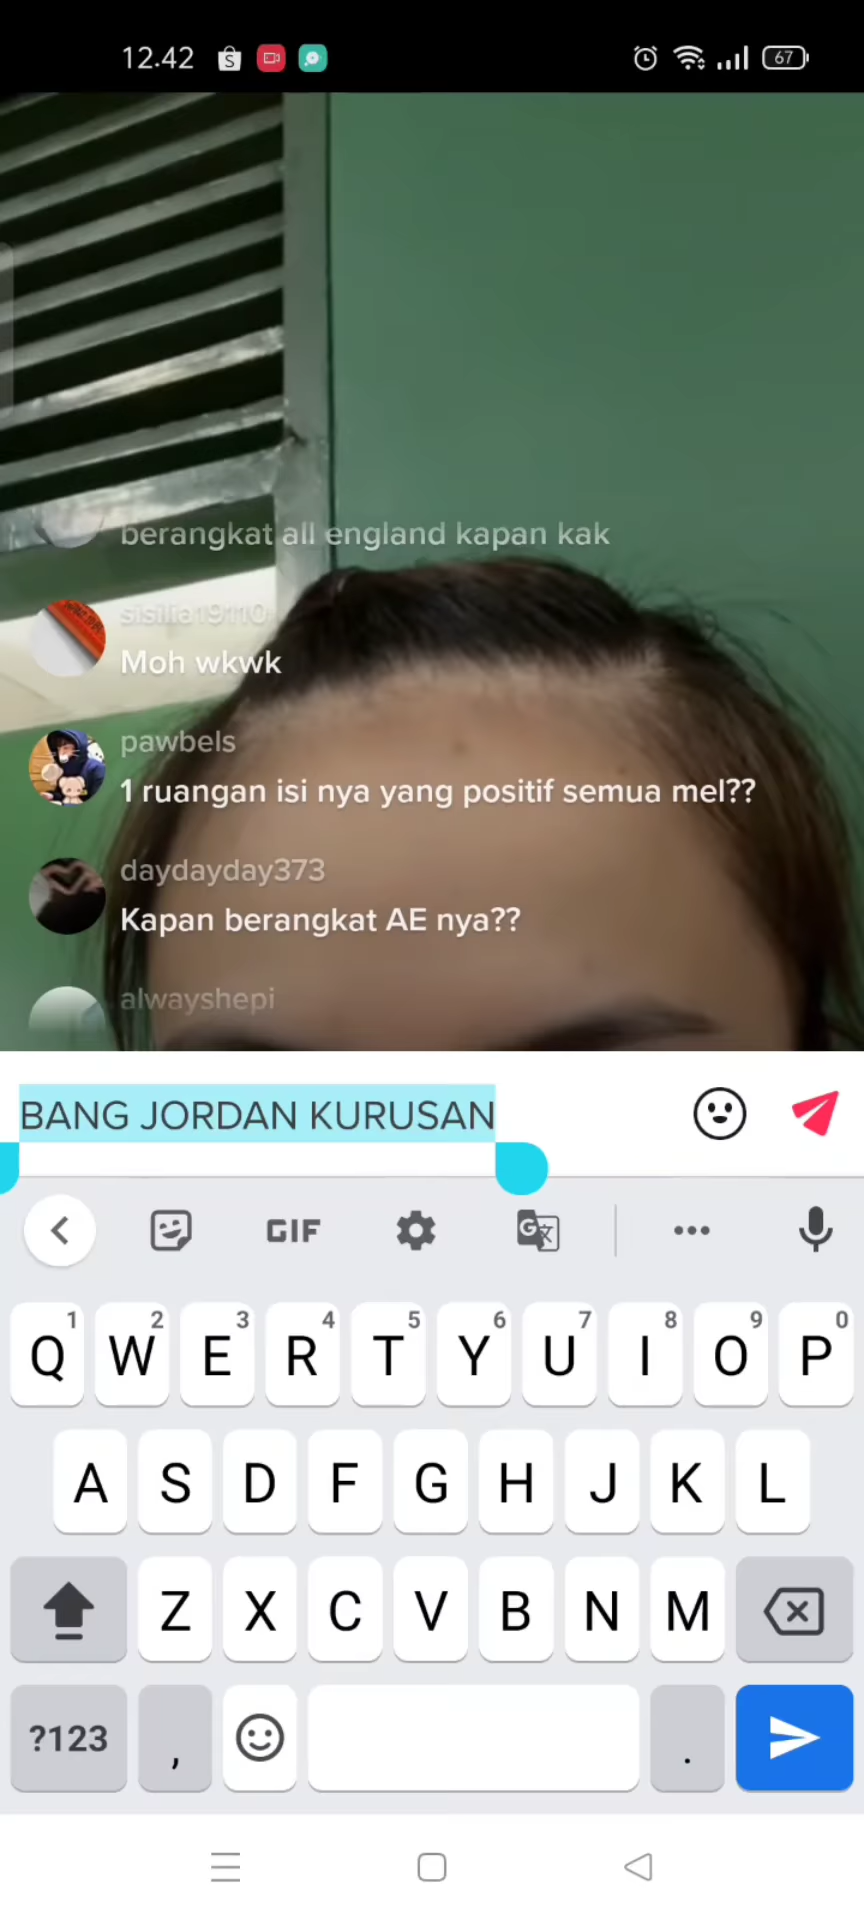 12.42
67
berangkat all england kapan kak
sisilia19110
Moh wkwk
pawbels
1 ruangan isi nya yang positif semua mel??
daydayday373
Kapan berangkat AE nya??
alwayshepi
BANG JORDAN KURUSAN
GIF
1 2 3 4 5 6 7 8 9 0
Q W E R T Y U I O P
A S D F G H J K L
Z X C V B N M
?123 , .